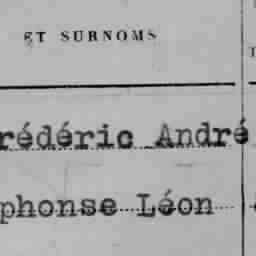 ET SURNOMS
rédéric André
phonse Léon